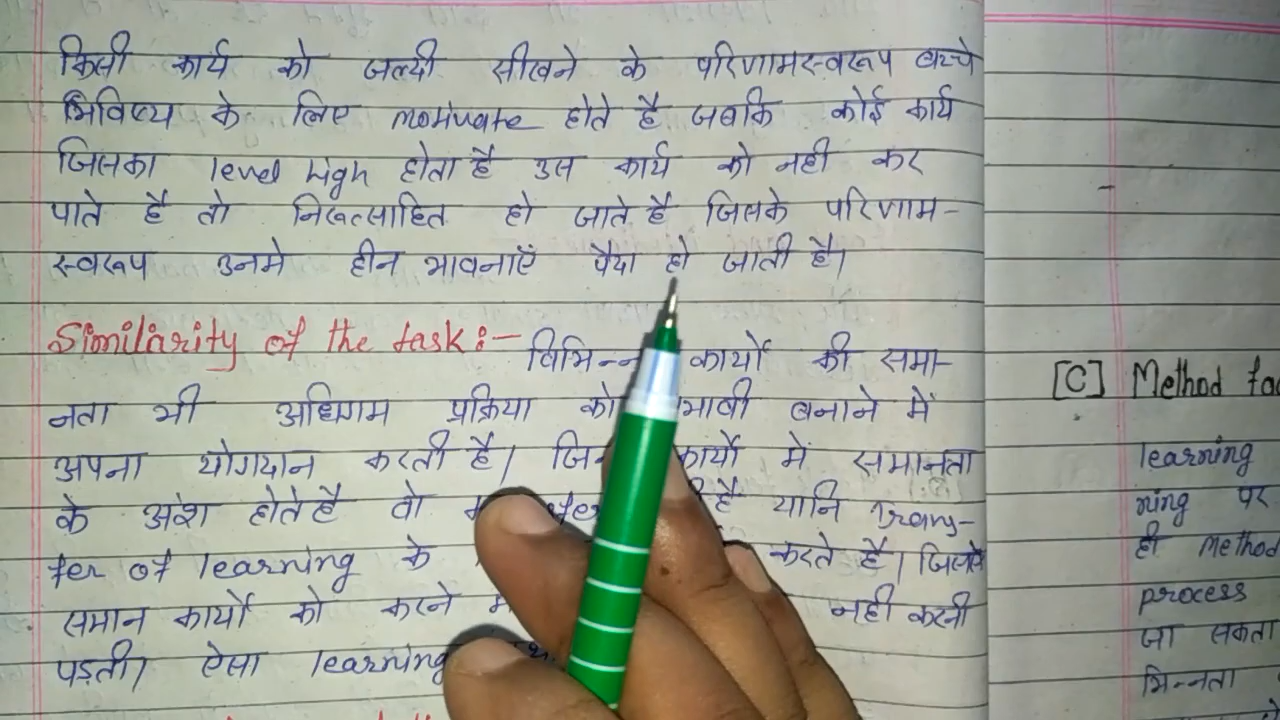 किसी कार्य को जल्दी सीखने के परिणामस्वरूप बच्चे
भविष्य के लिए motivate होते है जबकि कोई कार्य
जिसका level high होता है उस कार्य को नही कर
पाते है तो निरुत्साहित हो जाते है जिसके परिणाम-
स्वरूप उनमे हीन भावनाएँ पैदा हो जाती है।
Similarity of the task:- विभिन्न कार्यो की समा-
नता भी अधिगम प्रक्रिया को भावी बनाने में
अपना योगदान करती है। कार्यो में समानता
के अंश होते है वो है यानि trans-
fer of learning के करते है। जिससे
समान कार्यो को करने नही करनी
पड़ती। ऐसा learning
[C] Method
learning
ning पर
ही method
process
जा सकता
भिन्नता